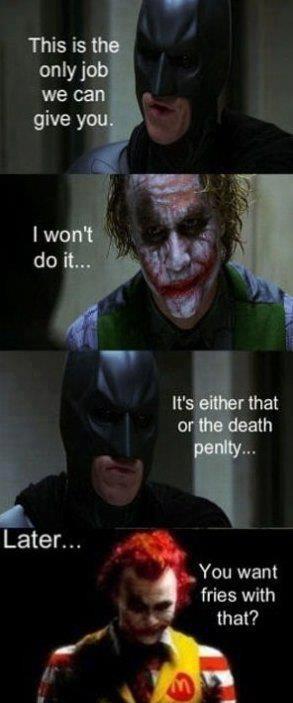 This is the
only job
we can
give you.
I won't
do it...
It's either that
or the death
penlty...
Later...
You want
fries with
that?